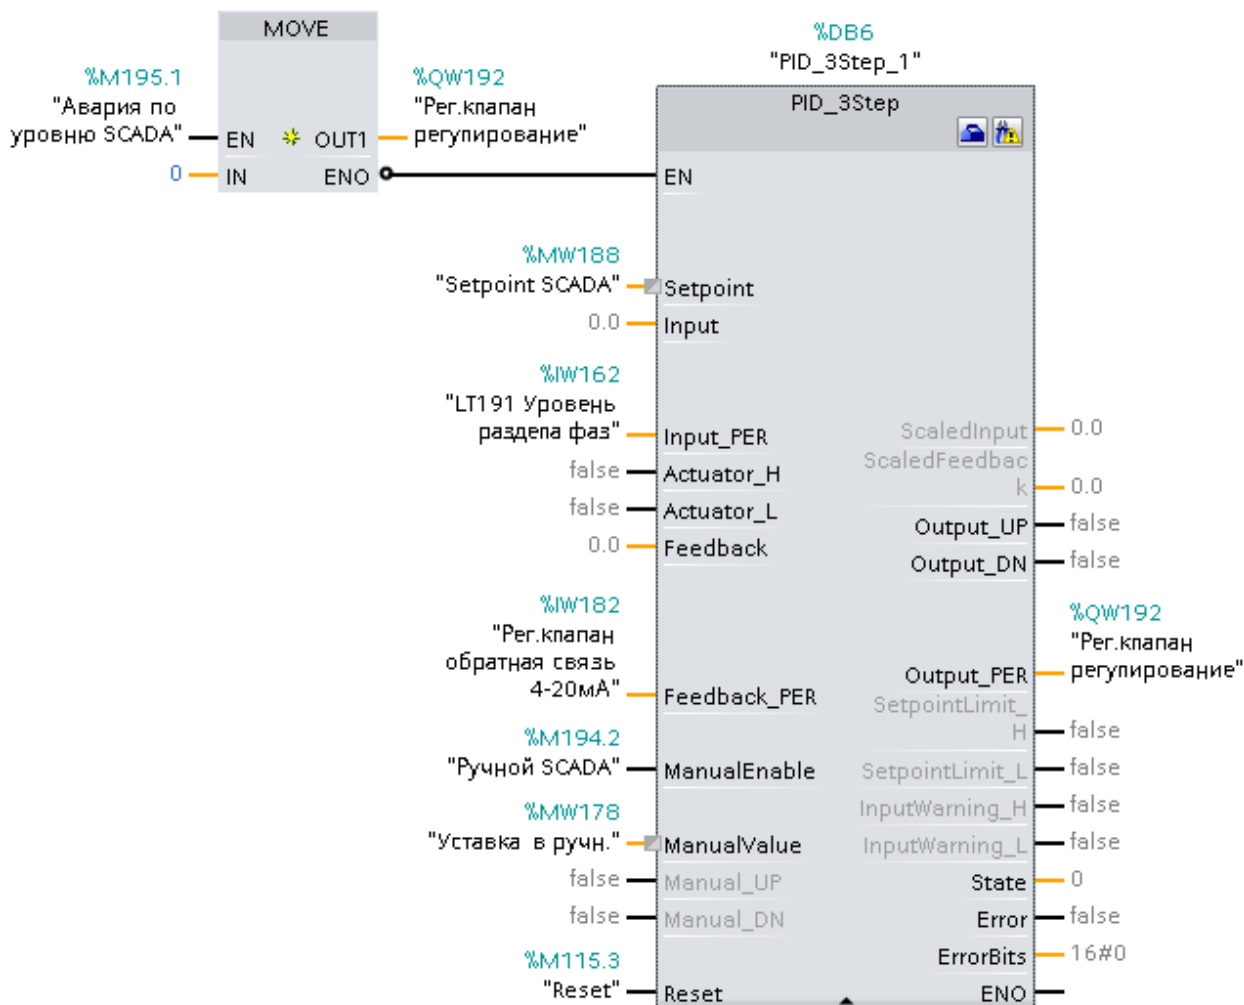 MOVE
%M195.1
"Авария по
уровню SCADA"
EN
OUT1
%QW192
"Рег.клапан
регулирование"
0
IN
ENO
%DB6
"PID_3Step_1"
PID_3Step
EN
%MW188
"Setpoint SCADA"
Setpoint
0.0
Input
%IW162
"LT191 Уровень
раздела фаз"
Input_PER
ScaledInput
0.0
false
Actuator_H
ScaledFeedbac
k
0.0
false
Actuator_L
Output_UP
false
0.0
Feedback
Output_DN
false
%IW182
"Рег.клапан
обратная связь
4-20мА"
Feedback_PER
%QW192
"Рег.клапан
регулирование"
Output_PER
SetpointLimit_
H
false
%M194.2
"Ручной SCADA"
ManualEnable
SetpointLimit_L
false
InputWarning_H
false
%MW178
"Уставка в ручн."
ManualValue
InputWarning_L
false
false
Manual_UP
State
0
false
Manual_DN
Error
false
ErrorBits
16#0
%M115.3
"Reset"
Reset
ENO